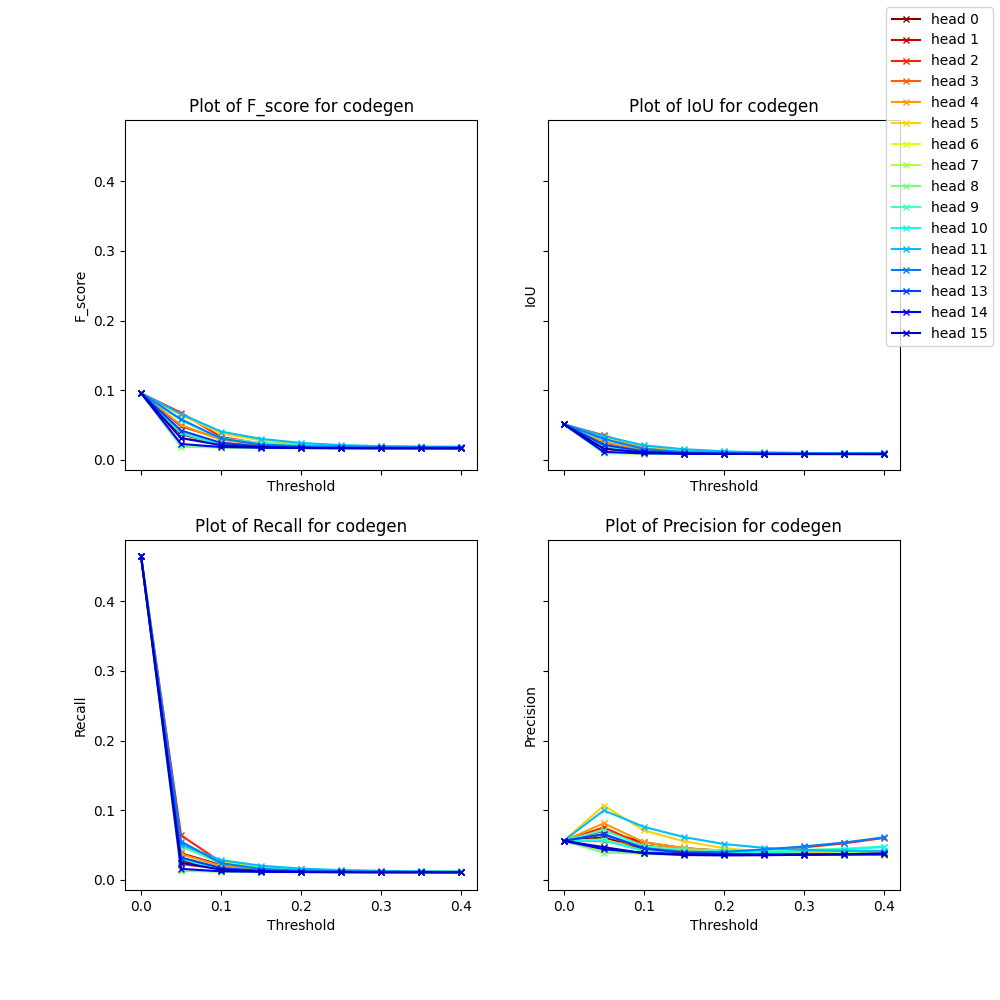 head 0
head 1
head 2
head 3
head 4
head 5
head 6
head 7
head 8
head 9
head 10
head 11
head 12
head 13
head 14
head 15
Plot of F_score for codegen
F_score
0.4
0.3
0.2
0.1
0.0
Threshold
Plot of IoU for codegen
IoU
Threshold
Plot of Recall for codegen
Recall
0.4
0.3
0.2
0.1
0.0
0.0 0.1 0.2 0.3 0.4
Threshold
Plot of Precision for codegen
Precision
0.0 0.1 0.2 0.3 0.4
Threshold